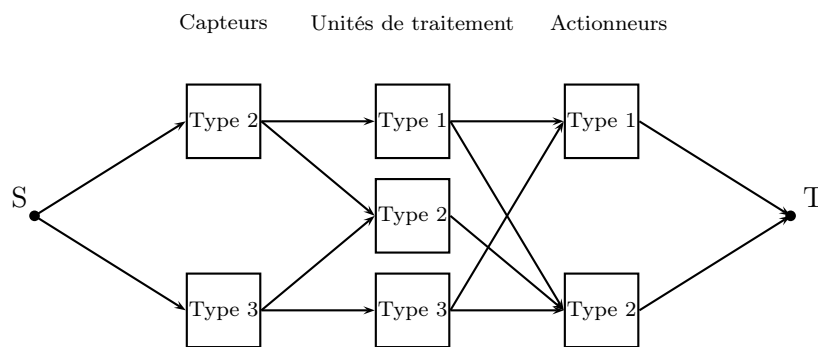 Capteurs Unités de traitement Actionneurs
Type 2 Type 1 Type 1
S T
Type 2
Type 3 Type 3 Type 2